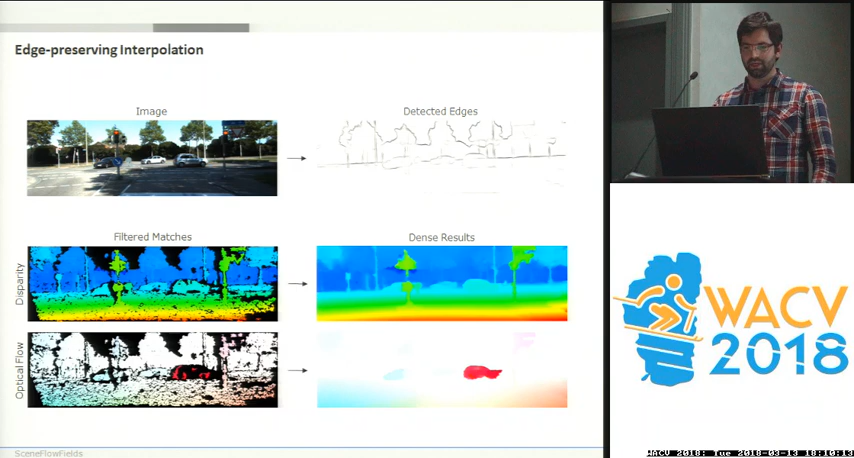 Edge-preserving Interpolation
Image
Detected Edges
Filtered Matches
Dense Results
Disparity
Optical Flow
SceneFlowFields
WACV
2018
WACV 2018: Tue 2018-03-13 18:10:13